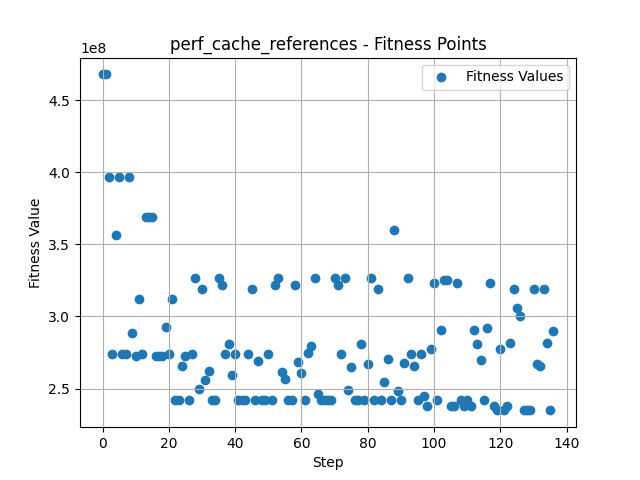 perf_cache_references - Fitness Points
1e8
Fitness Values
4.5
4.0
3.5
3.0
2.5
Fitness Value
0 20 40 60 80 100 120 140
Step